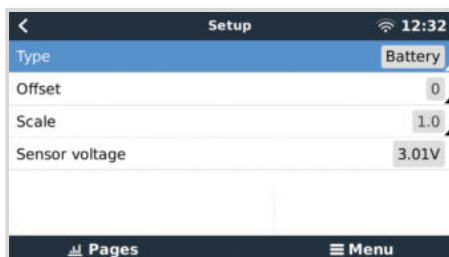 Setup 12:32
Type Battery
Offset 0
Scale 1.0
Sensor voltage 3.01V
Pages Menu